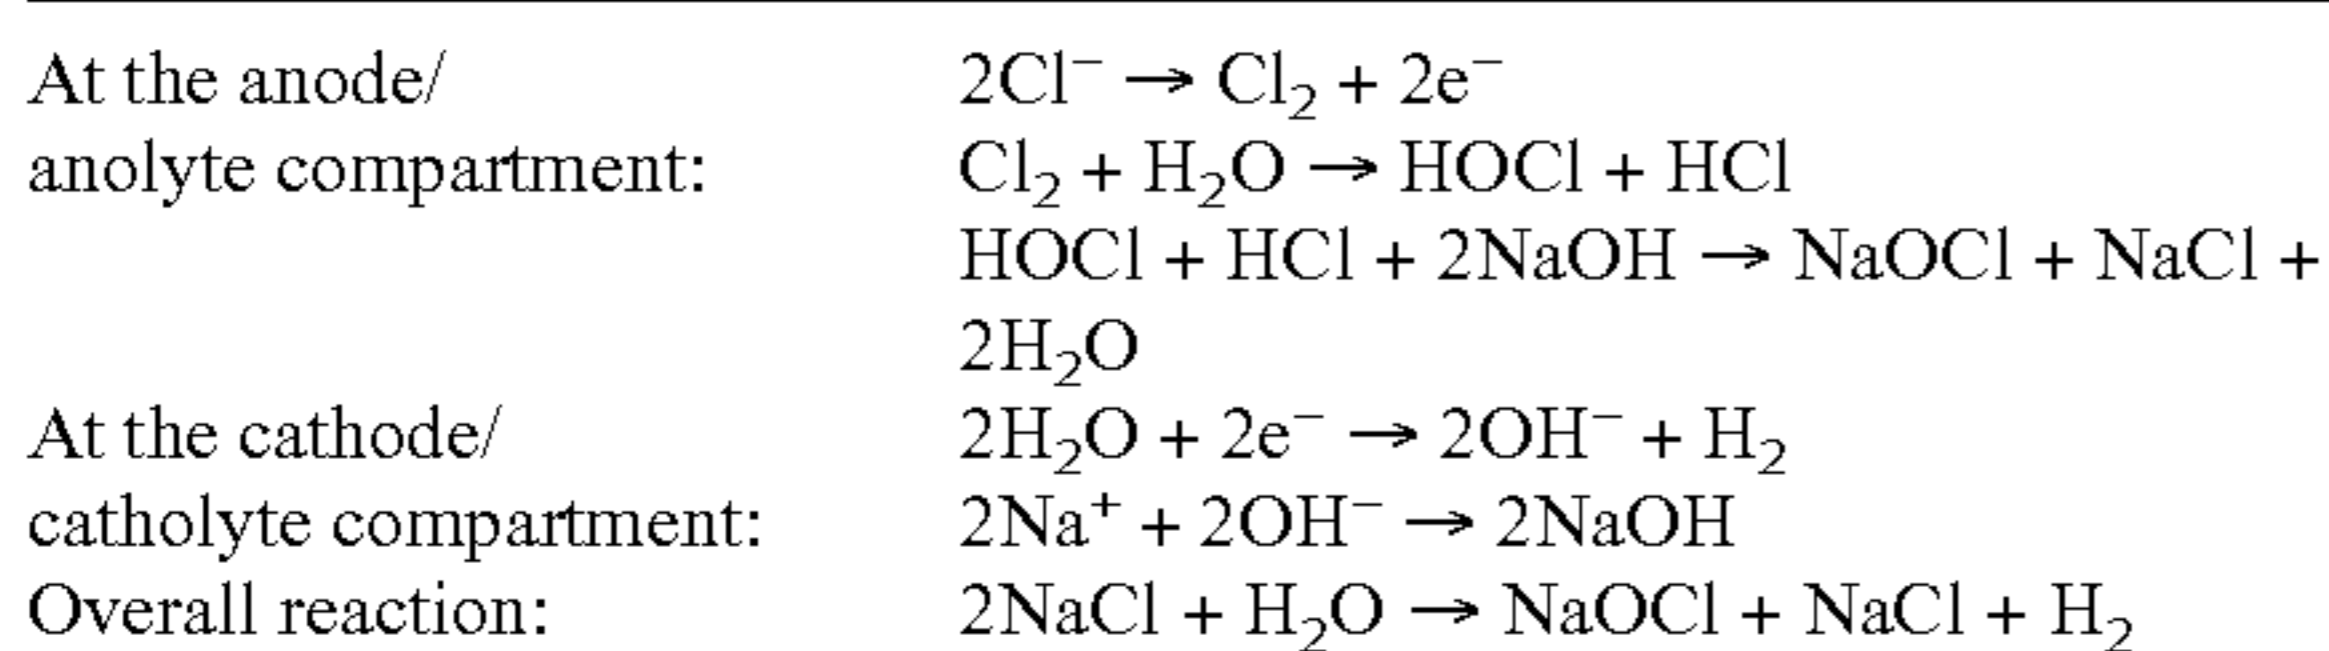 At the anode/ 2Cl⁻ → Cl₂ + 2e⁻
anolyte compartment: Cl₂ + H₂O → HOCl + HCl
HOCl + HCl + 2NaOH → NaOCl + NaCl +
2H₂O
At the cathode/ 2H₂O + 2e⁻ → 2OH⁻ + H₂
catholyte compartment: 2Na⁺ + 2OH⁻ → 2NaOH
Overall reaction: 2NaCl + H₂O → NaOCl + NaCl + H₂